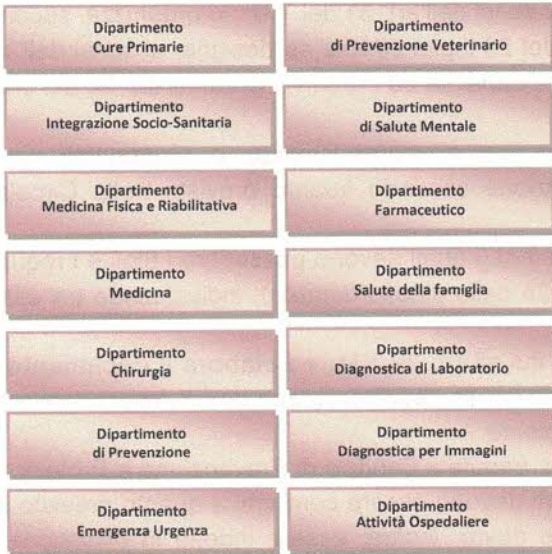 Dipartimento
Cure Primarie
Dipartimento
di Prevenzione Veterinario
Dipartimento
Integrazione Socio-Sanitaria
Dipartimento
di Salute Mentale
Dipartimento
Medicina Fisica e Riabilitativa
Dipartimento
Farmaceutico
Dipartimento
Medicina
Dipartimento
Salute della famiglia
Dipartimento
Chirurgia
Dipartimento
Diagnostica di Laboratorio
Dipartimento
di Prevenzione
Dipartimento
Diagnostica per Immagini
Dipartimento
Emergenza Urgenza
Dipartimento
Attività Ospedaliere